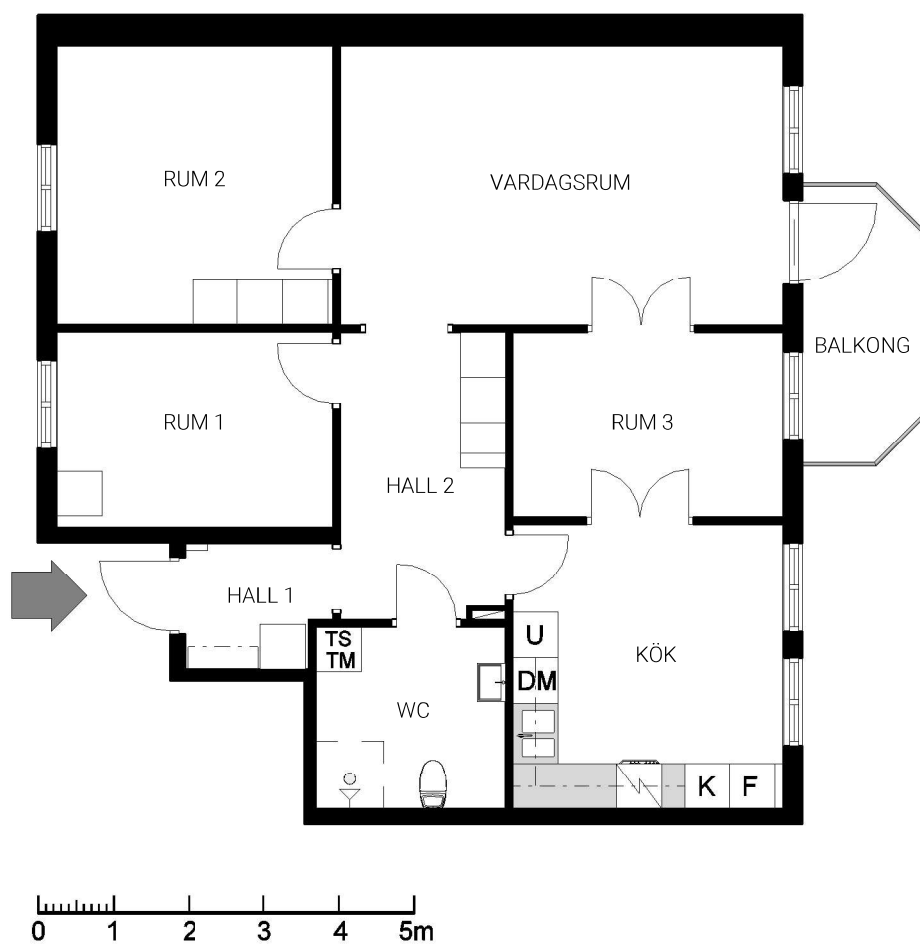 RUM 2
VARDAGSRUM
BALKONG
RUM 1
RUM 3
HALL 2
HALL 1
TS
TM
U
KÖK
DM
WC
K F
0 1 2 3 4 5m